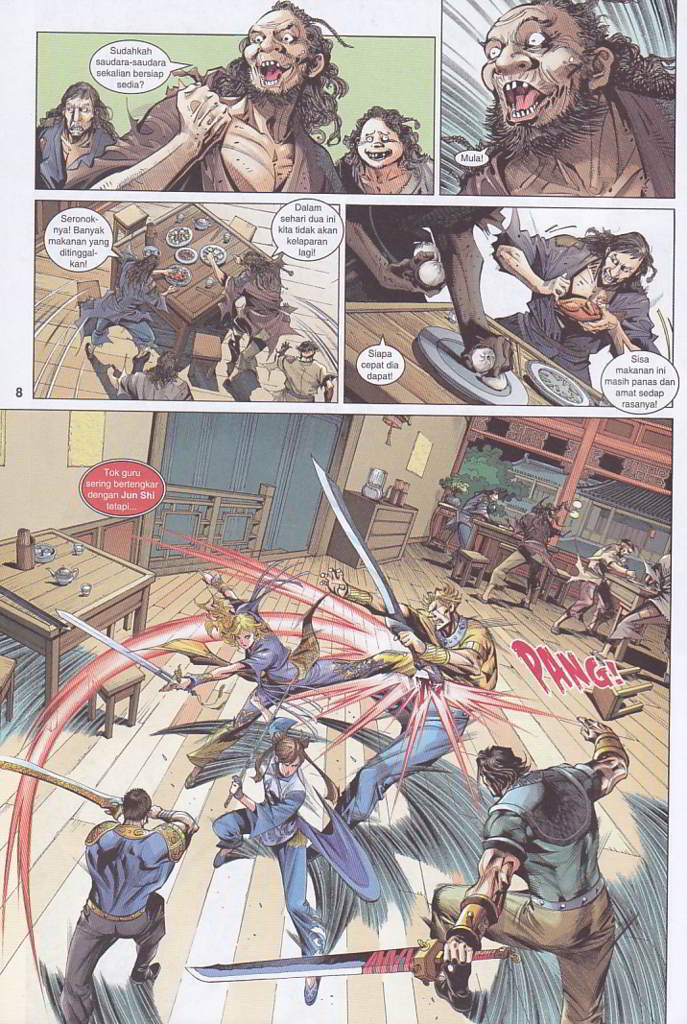 Sudahkah
saudara-saudara
sekalian bersiap
sedia?
Mula!
Seronok-
nya! Banyak
makanan yang
ditinggal-
kan!
Dalam
sehari dua ini
kita tidak akan
kelaparan
lagi!
Siapa
cepat dia
dapat!
Sisa
makanan ini
masih panas dan
amat sedap
rasanya!
8
Tok guru
sering bertengkar
dengan Jun Shi
tetapi...
PANG!